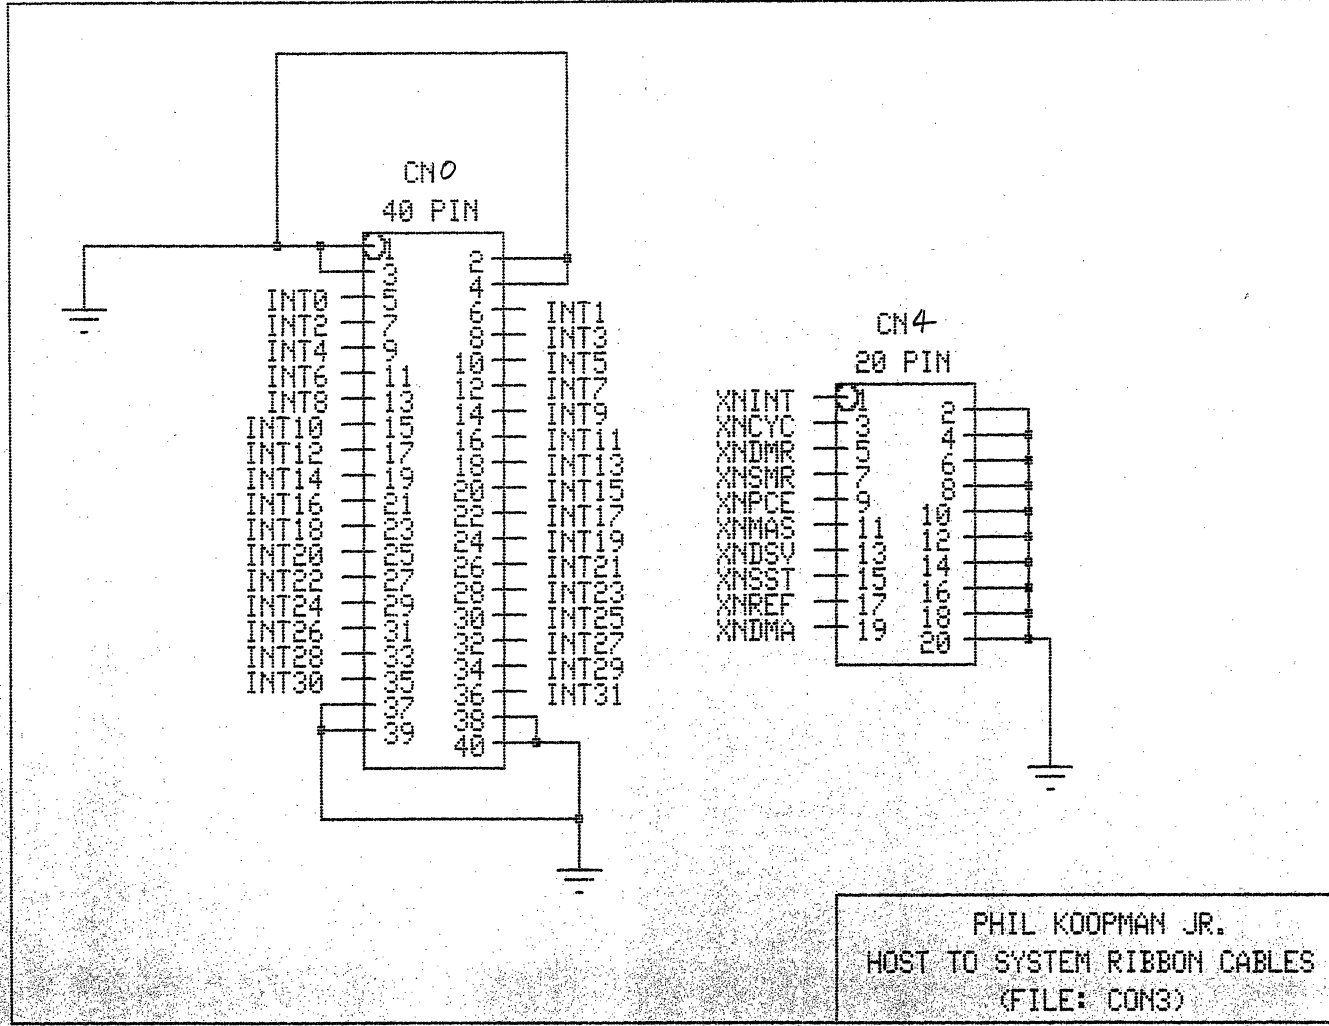 CN0
40 PIN
1
2
3
4
INT0 5
6 INT1
INT2 7
8 INT3
INT4 9
10 INT5
INT6 11
12 INT7
INT8 13
14 INT9
INT10 15
16 INT11
INT12 17
18 INT13
INT14 19
20 INT15
INT16 21
22 INT17
INT18 23
24 INT19
INT20 25
26 INT21
INT22 27
28 INT23
INT24 29
30 INT25
INT26 31
32 INT27
INT28 33
34 INT29
INT30 35
36 INT31
37
38
39
40
CN4
20 PIN
XNINT 1
2
XNCYC 3
4
XNDMR 5
6
XNSMR 7
8
XNPCE 9
10
XNMAS 11
12
XNDSV 13
14
XNSST 15
16
XNREF 17
18
XNDMA 19
20
PHIL KOOPMAN JR.
HOST TO SYSTEM RIBBON CABLES
(FILE: CON3)